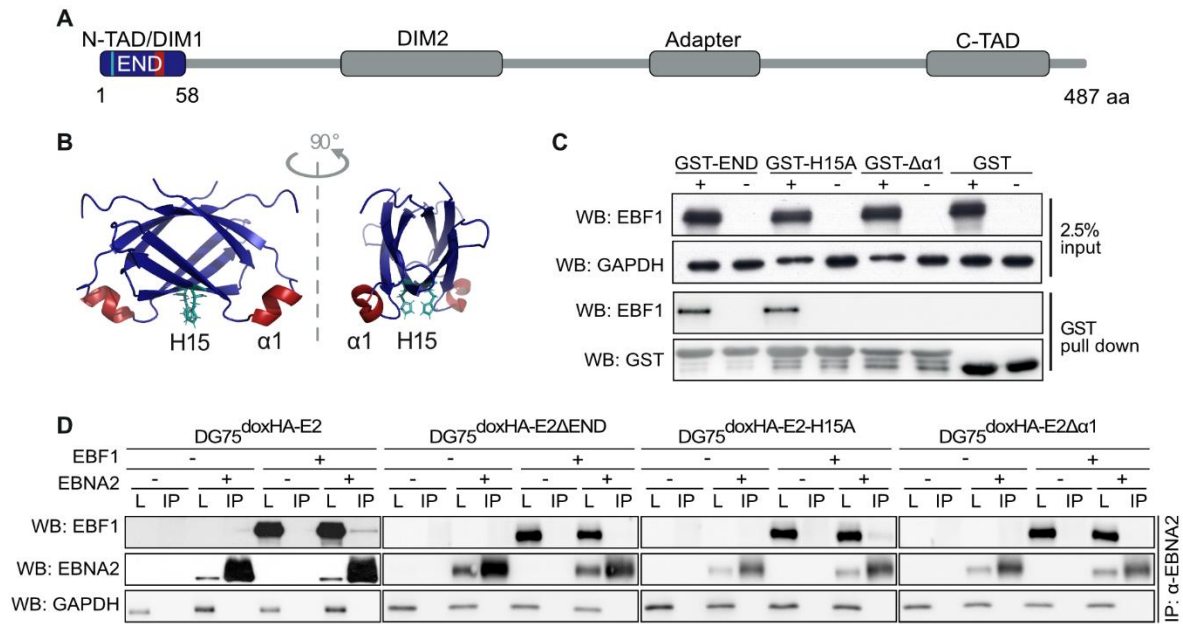 A
N-TAD/DIM1
DIM2
Adapter
C-TAD
END
1
58
487 aa
B
90°
H15
α1
α1
H15
C
GST-END
GST-H15A
GST-Δα1
GST
+ - + - + - + -
WB: EBF1
WB: GAPDH
2.5%
input
WB: EBF1
WB: GST
GST
pull down
D
DG75doxHA-E2
DG75doxHA-E2ΔEND
DG75doxHA-E2-H15A
DG75doxHA-E2Δα1
EBF1 - + - + - + - +
EBNA2 - + - + - + - + - + - + - + - +
L IP L IP L IP L IP L IP L IP L IP L IP L IP L IP L IP L IP L IP L IP L IP L IP
WB: EBF1
WB: EBNA2
WB: GAPDH
IP: α-EBNA2